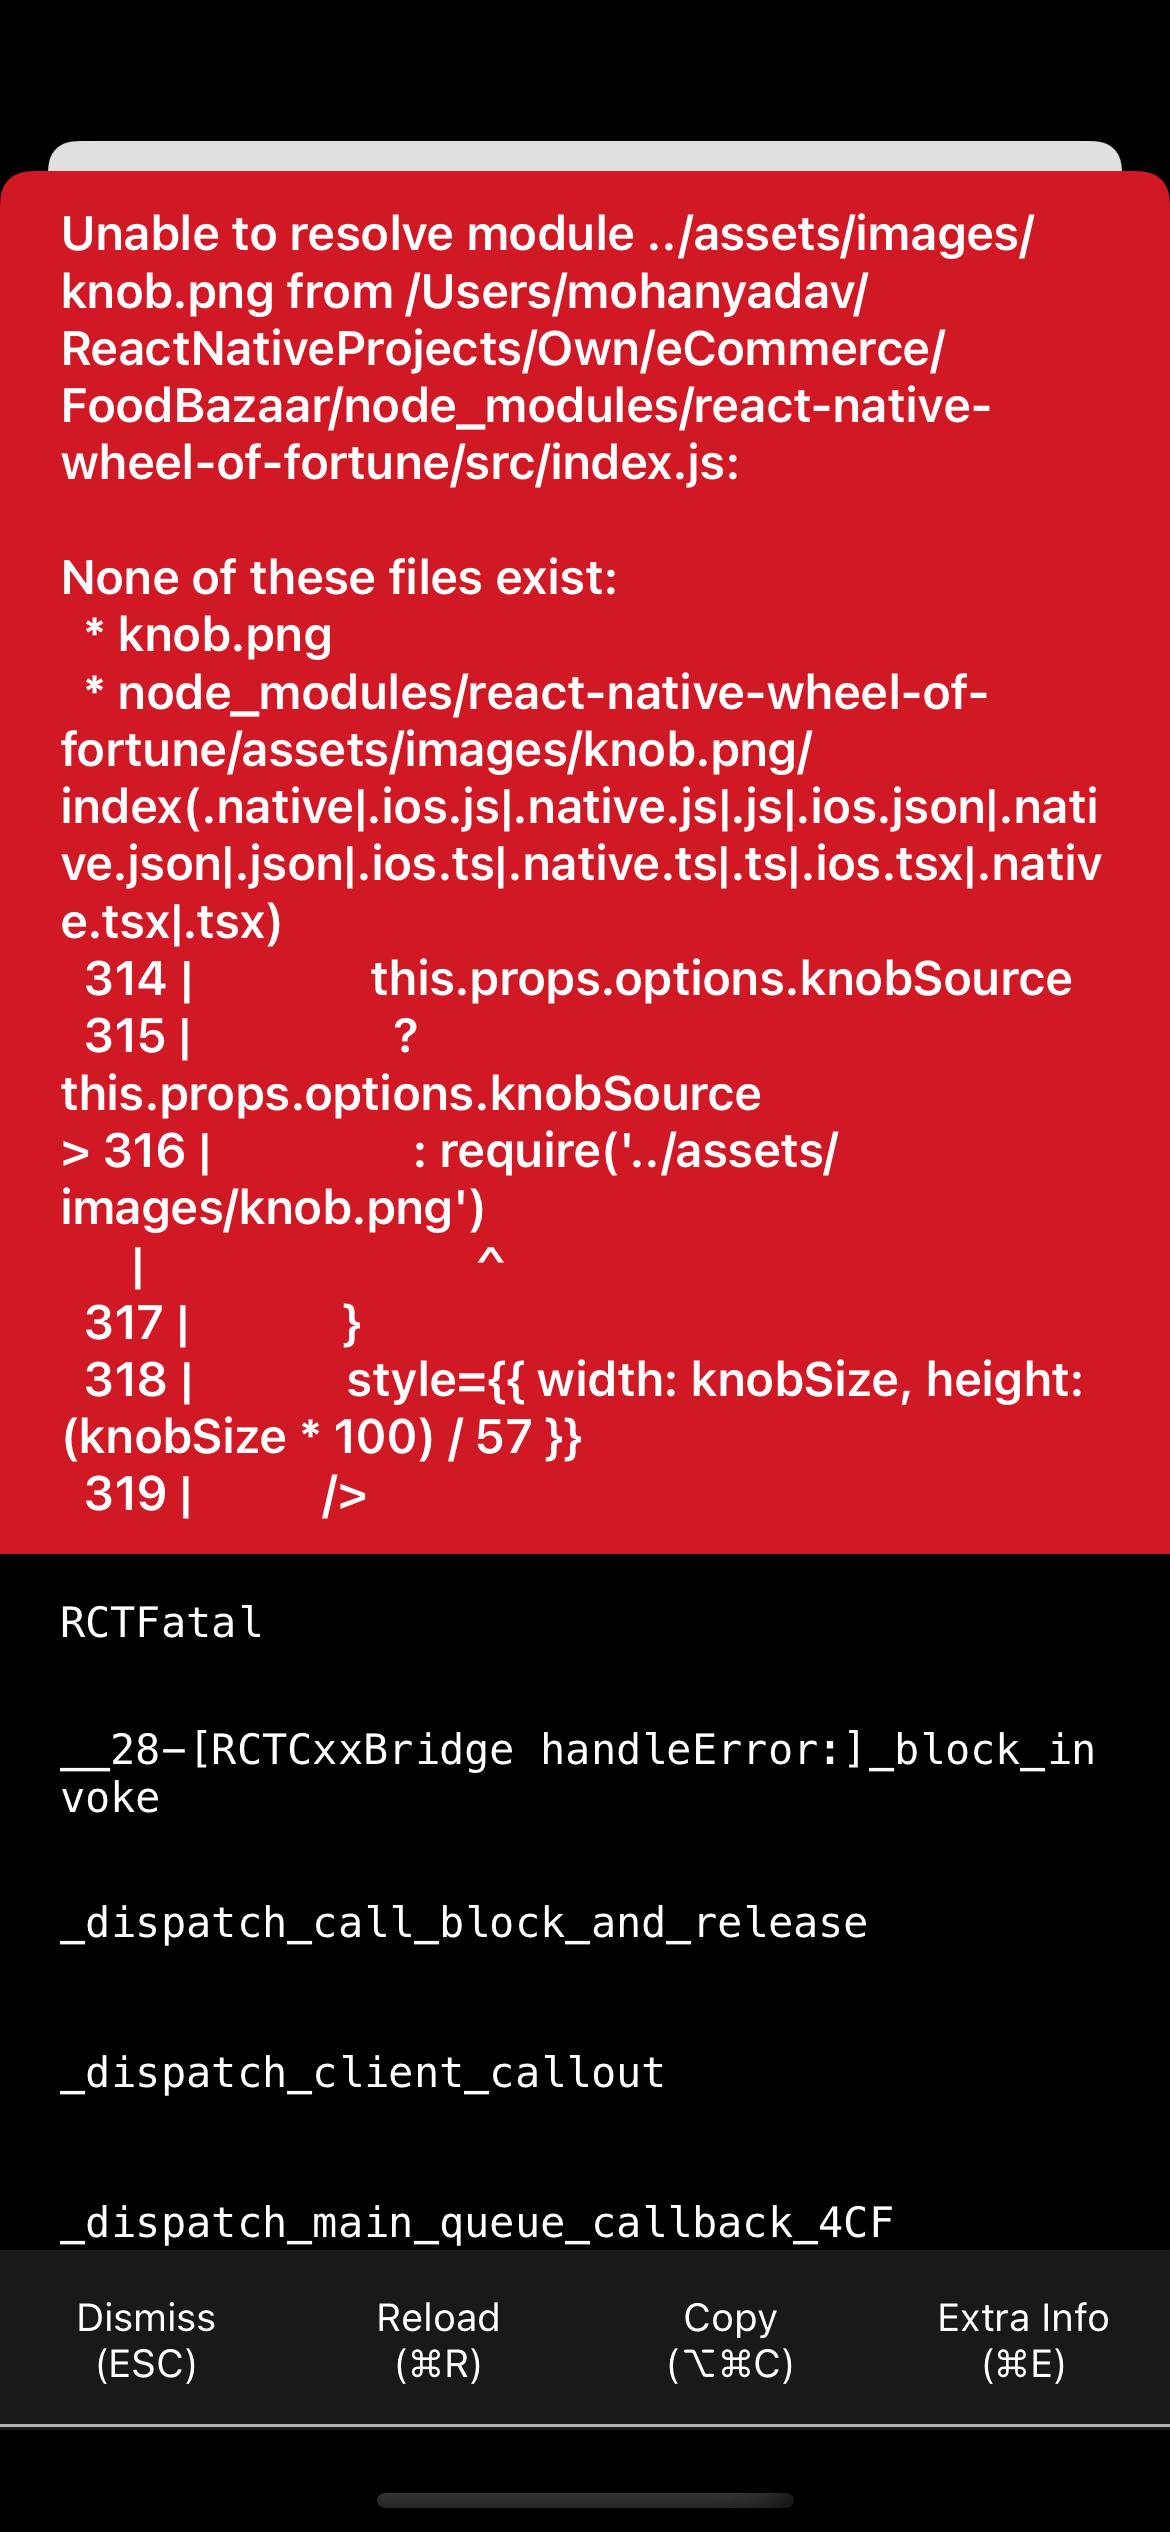 Unable to resolve module ../assets/images/
knob.png from /Users/mohanyadav/
ReactNativeProjects/Own/eCommerce/
FoodBazaar/node_modules/react-native-
wheel-of-fortune/src/index.js:

None of these files exist:
  * knob.png
  * node_modules/react-native-wheel-of-
fortune/assets/images/knob.png/
index(.native|.ios.js|.native.js|.js|.ios.json|.nati
ve.json|.json|.ios.ts|.native.ts|.ts|.ios.tsx|.nativ
e.tsx|.tsx)
  314 |               this.props.options.knobSource
  315 |                 ?
this.props.options.knobSource
> 316 |                 : require('../assets/
images/knob.png')
      |                            ^
  317 |             }
  318 |             style={{ width: knobSize, height:
(knobSize * 100) / 57 }}
  319 |           />
RCTFatal
__28-[RCTCxxBridge handleError:]_block_in
voke
_dispatch_call_block_and_release
_dispatch_client_callout
_dispatch_main_queue_callback_4CF
Dismiss Reload Copy Extra Info
(ESC) (⌘R) (⌥⌘C) (⌘E)